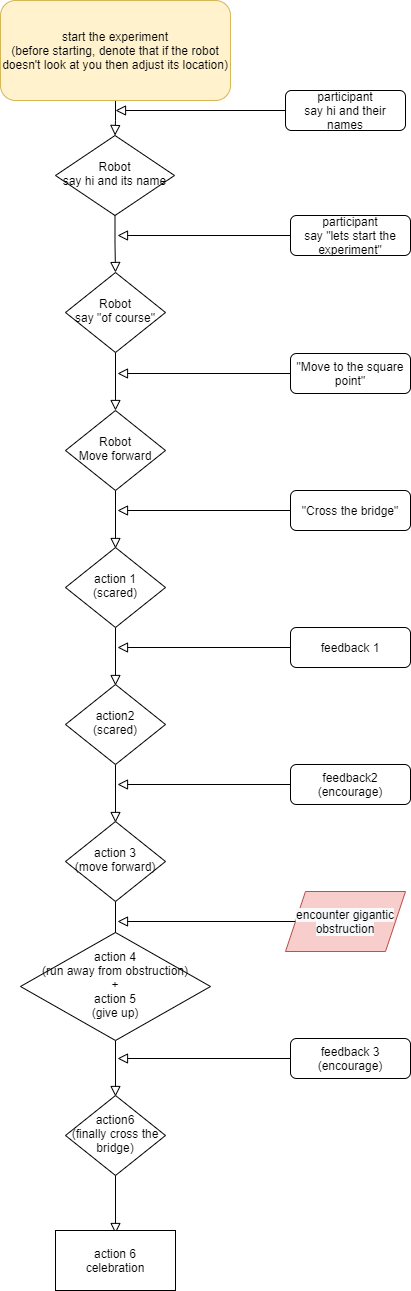 start the experiment
(before starting, denote that if the robot
doesn't look at you then adjust its location)
participant
say hi and their
names
Robot
say hi and its name
participant
say "lets start the
experiment"
Robot
say "of course"
"Move to the square
point"
Robot
Move forward
"Cross the bridge"
action 1
(scared)
feedback 1
action2
(scared)
feedback2
(encourage)
action 3
(move forward)
encounter gigantic
obstruction
action 4
(run away from obstruction)
+
action 5
(give up)
feedback 3
(encourage)
action6
(finally cross the
bridge)
action 6
celebration